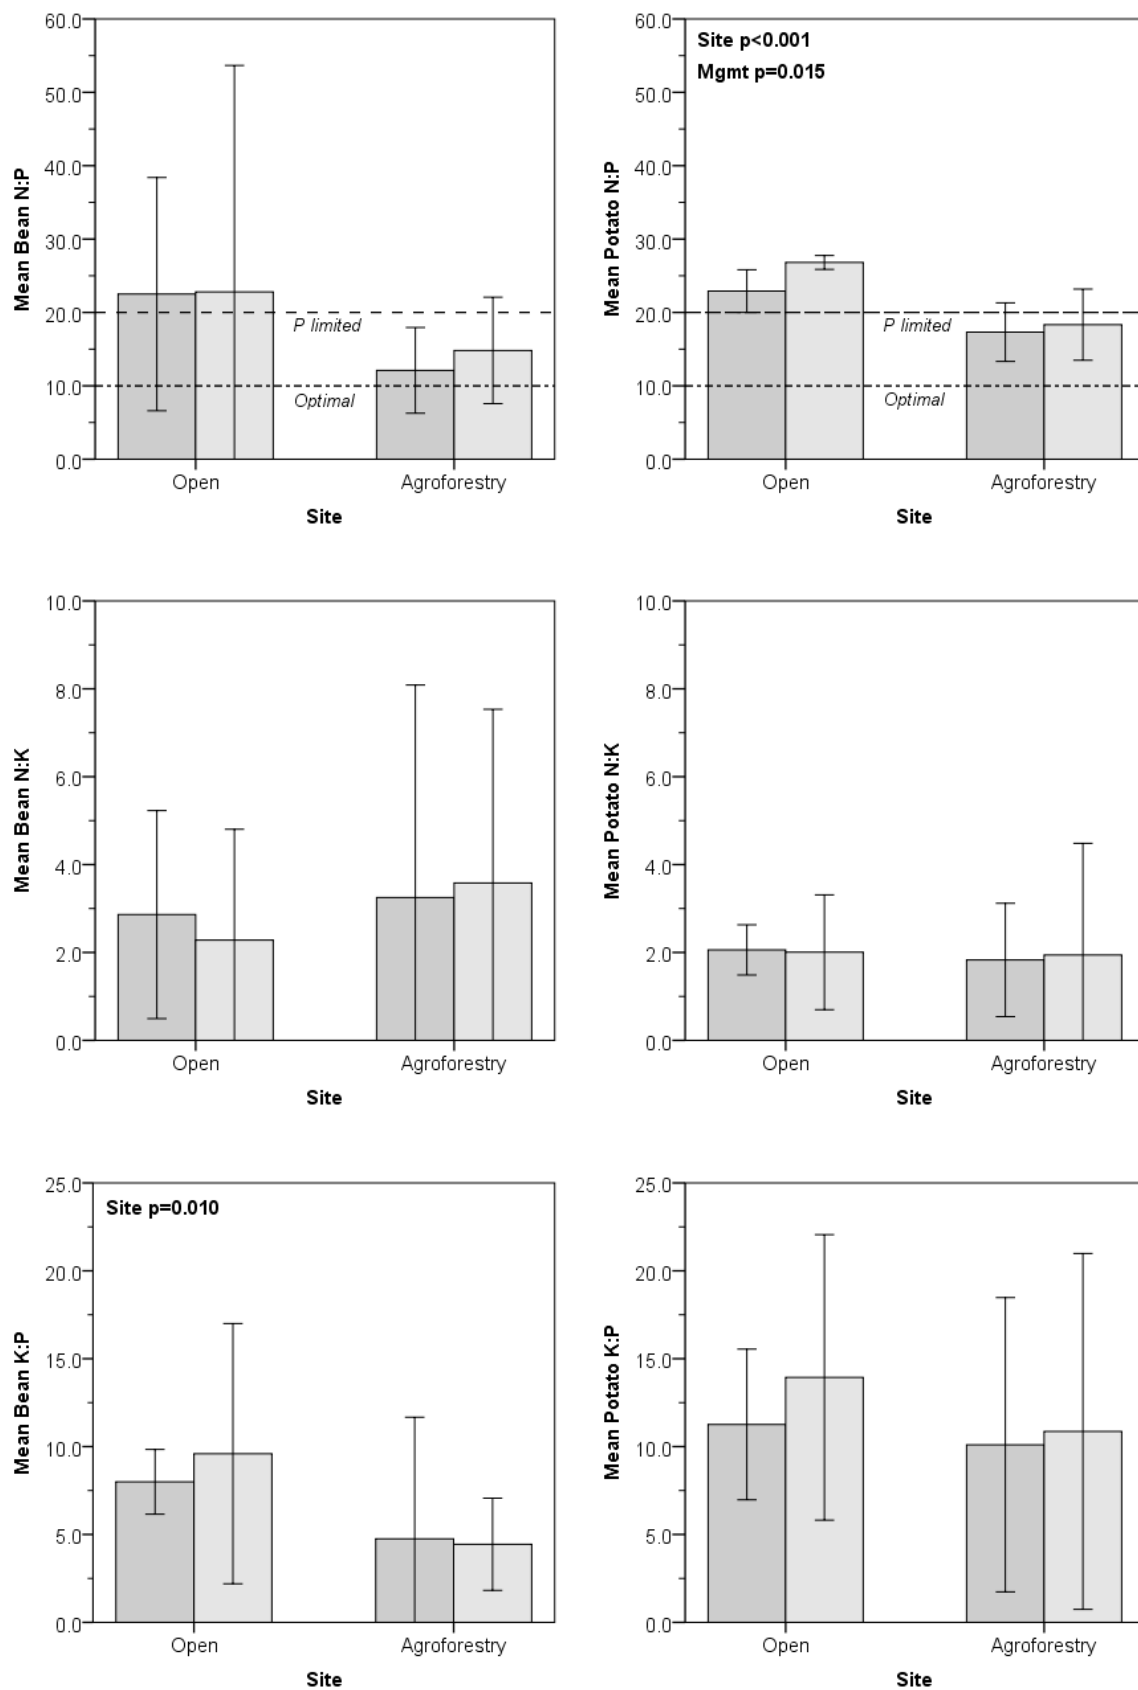 Mean Bean N:P
60.0
50.0
40.0
30.0
20.0
10.0
0.0
P limited
Optimal
Open
Agroforestry
Site
Mean Potato N:P
60.0
50.0
40.0
30.0
20.0
10.0
0.0
Site p<0.001
Mgmt p=0.015
P limited
Optimal
Open
Agroforestry
Site
Mean Bean N:K
10.0
8.0
6.0
4.0
2.0
0.0
Open
Agroforestry
Site
Mean Potato N:K
10.0
8.0
6.0
4.0
2.0
0.0
Open
Agroforestry
Site
Mean Bean K:P
25.0
20.0
15.0
10.0
5.0
0.0
Site p=0.010
Open
Agroforestry
Site
Mean Potato K:P
25.0
20.0
15.0
10.0
5.0
0.0
Open
Agroforestry
Site